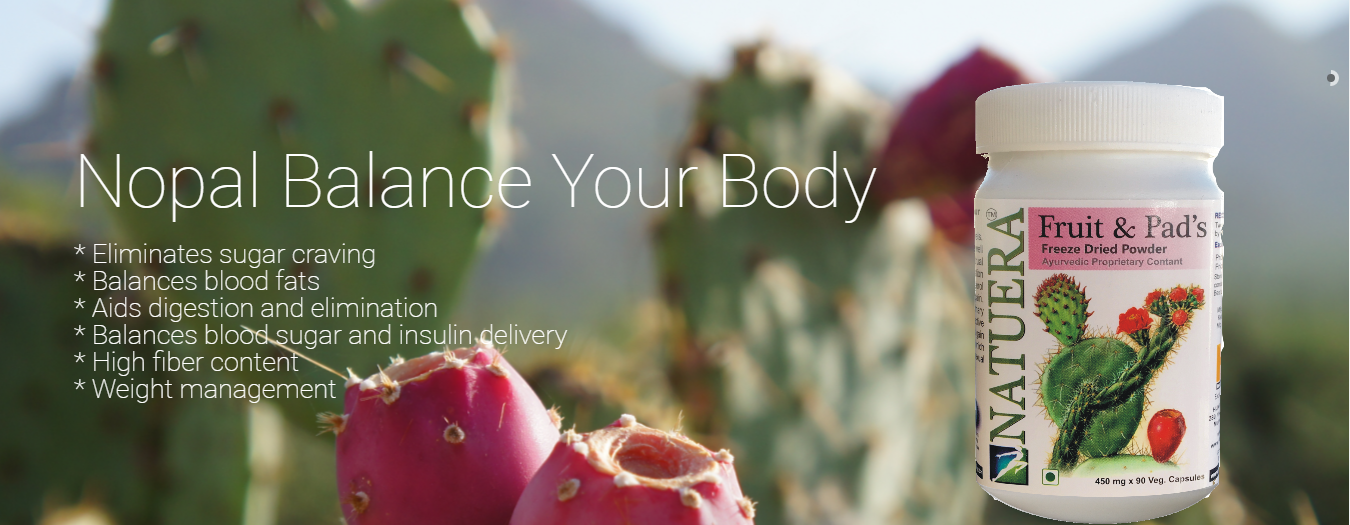 Nopal Balance Your Body
* Eliminates sugar craving
* Balances blood fats
* Aids digestion and elimination
* Balances blood sugar and insulin delivery
* High fiber content
* Weight management
NATUERA
TM
Fruit & Pad's
Freeze Dried Powder
Ayurvedic Proprietary Contant
450 mg x 90 Veg. Capsules